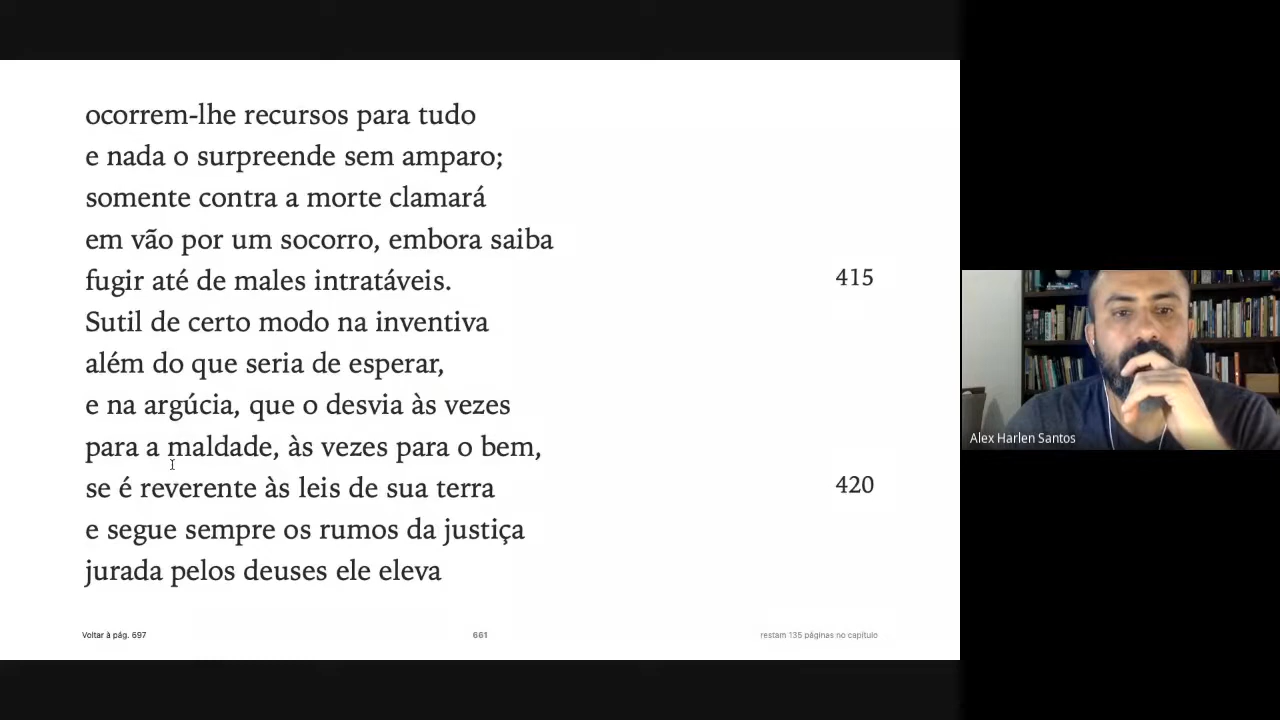 ocorrem-lhe recursos para tudo
e nada o surpreende sem amparo;
somente contra a morte clamará
em vão por um socorro, embora saiba
fugir até de males intratáveis.
415
Sutil de certo modo na inventiva
além do que seria de esperar,
e na argúcia, que o desvia às vezes
para a maldade, às vezes para o bem,
se é reverente às leis de sua terra
420
e segue sempre os rumos da justiça
jurada pelos deuses ele eleva
Voltar à pág. 697
661
restam 135 páginas no capítulo
Alex Harlen Santos